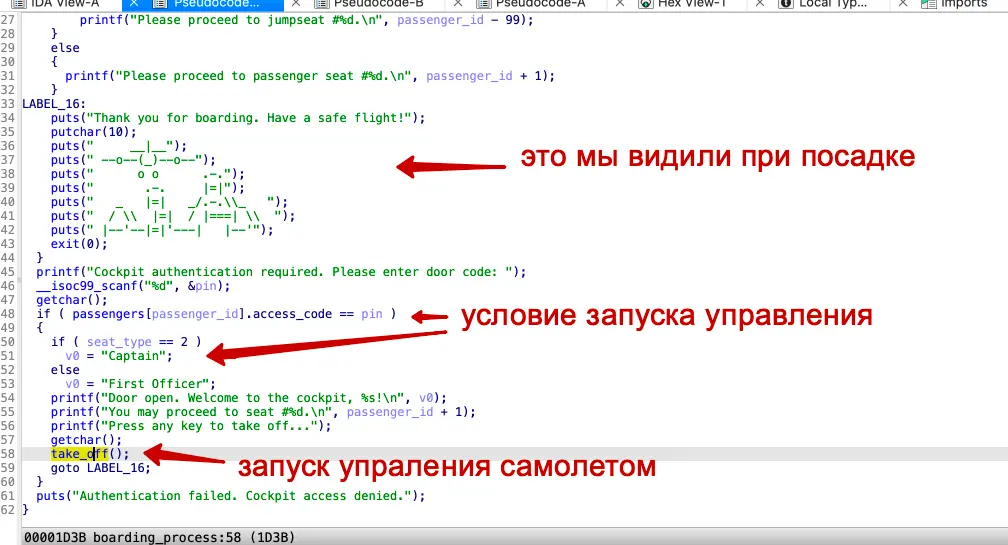 IDA View-A Pseudocode... Pseudocode-B Pseudocode-A Hex View-1 Local Typ... Imports
27 printf("Please proceed to jumpseat #%d.\n", passenger_id - 99);
28 }
29 else
30 {
31 printf("Please proceed to passenger seat #%d.\n", passenger_id + 1);
32 }
33 LABEL_16:
34 puts("Thank you for boarding. Have a safe flight!");
35 putchar(10);
36 puts("     __|__");
37 puts(" --o--(_)--o--");
это мы видили при посадке
38 puts("      o o      .-.");
39 puts("       .-.     |=|");
40 puts("   _   |=|   _/.-.\\_   ");
41 puts("  / \\  |=|  / |===| \\  ");
42 puts(" |--'--|=|'---|   |--'");
43 exit(0);
44 }
45 printf("Cockpit authentication required. Please enter door code: ");
46 __isoc99_scanf("%d", &pin);
47 getchar();
48 if ( passengers[passenger_id].access_code == pin )
условие запуска управления
49 {
50 if ( seat_type == 2 )
51 v0 = "Captain";
52 else
53 v0 = "First Officer";
54 printf("Door open. Welcome to the cockpit, %s!\n", v0);
55 printf("You may proceed to seat #%d.\n", passenger_id + 1);
56 printf("Press any key to take off...");
57 getchar();
58 take_off();
запуск упраления самолетом
59 goto LABEL_16;
60 }
61 puts("Authentication failed. Cockpit access denied.");
62 }
00001D3B boarding_process:58 (1D3B)